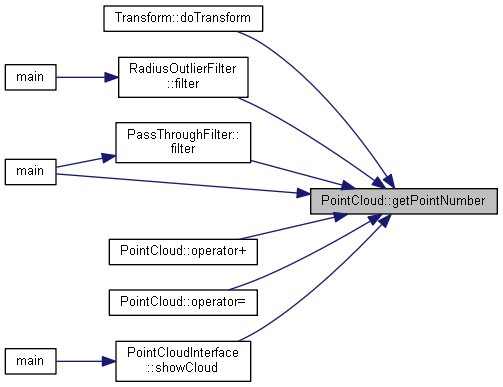 Transform::doTransform
main
RadiusOutlierFilter
::filter
main
PassThroughFilter::
filter
PointCloud::getPointNumber
PointCloud::operator+
PointCloud::operator=
main
PointCloudInterface
::showCloud